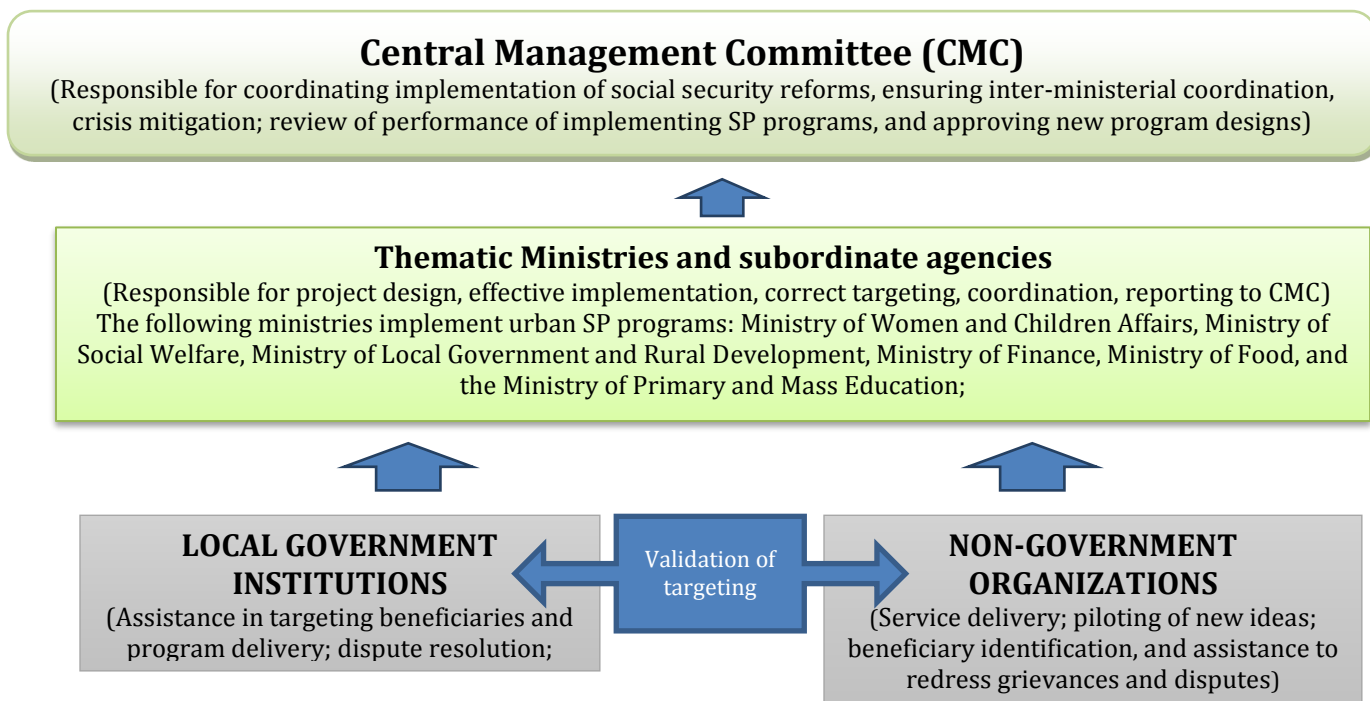 Central Management Committee (CMC)
(Responsible for coordinating implementation of social security reforms, ensuring inter-ministerial coordination,
crisis mitigation; review of performance of implementing SP programs, and approving new program designs)
Thematic Ministries and subordinate agencies
(Responsible for project design, effective implementation, correct targeting, coordination, reporting to CMC)
The following ministries implement urban SP programs: Ministry of Women and Children Affairs, Ministry of
Social Welfare, Ministry of Local Government and Rural Development, Ministry of Finance, Ministry of Food, and
the Ministry of Primary and Mass Education;
LOCAL GOVERNMENT
INSTITUTIONS
(Assistance in targeting beneficiaries and
program delivery; dispute resolution;
Validation of
targeting
NON-GOVERNMENT
ORGANIZATIONS
(Service delivery; piloting of new ideas;
beneficiary identification, and assistance to
redress grievances and disputes)